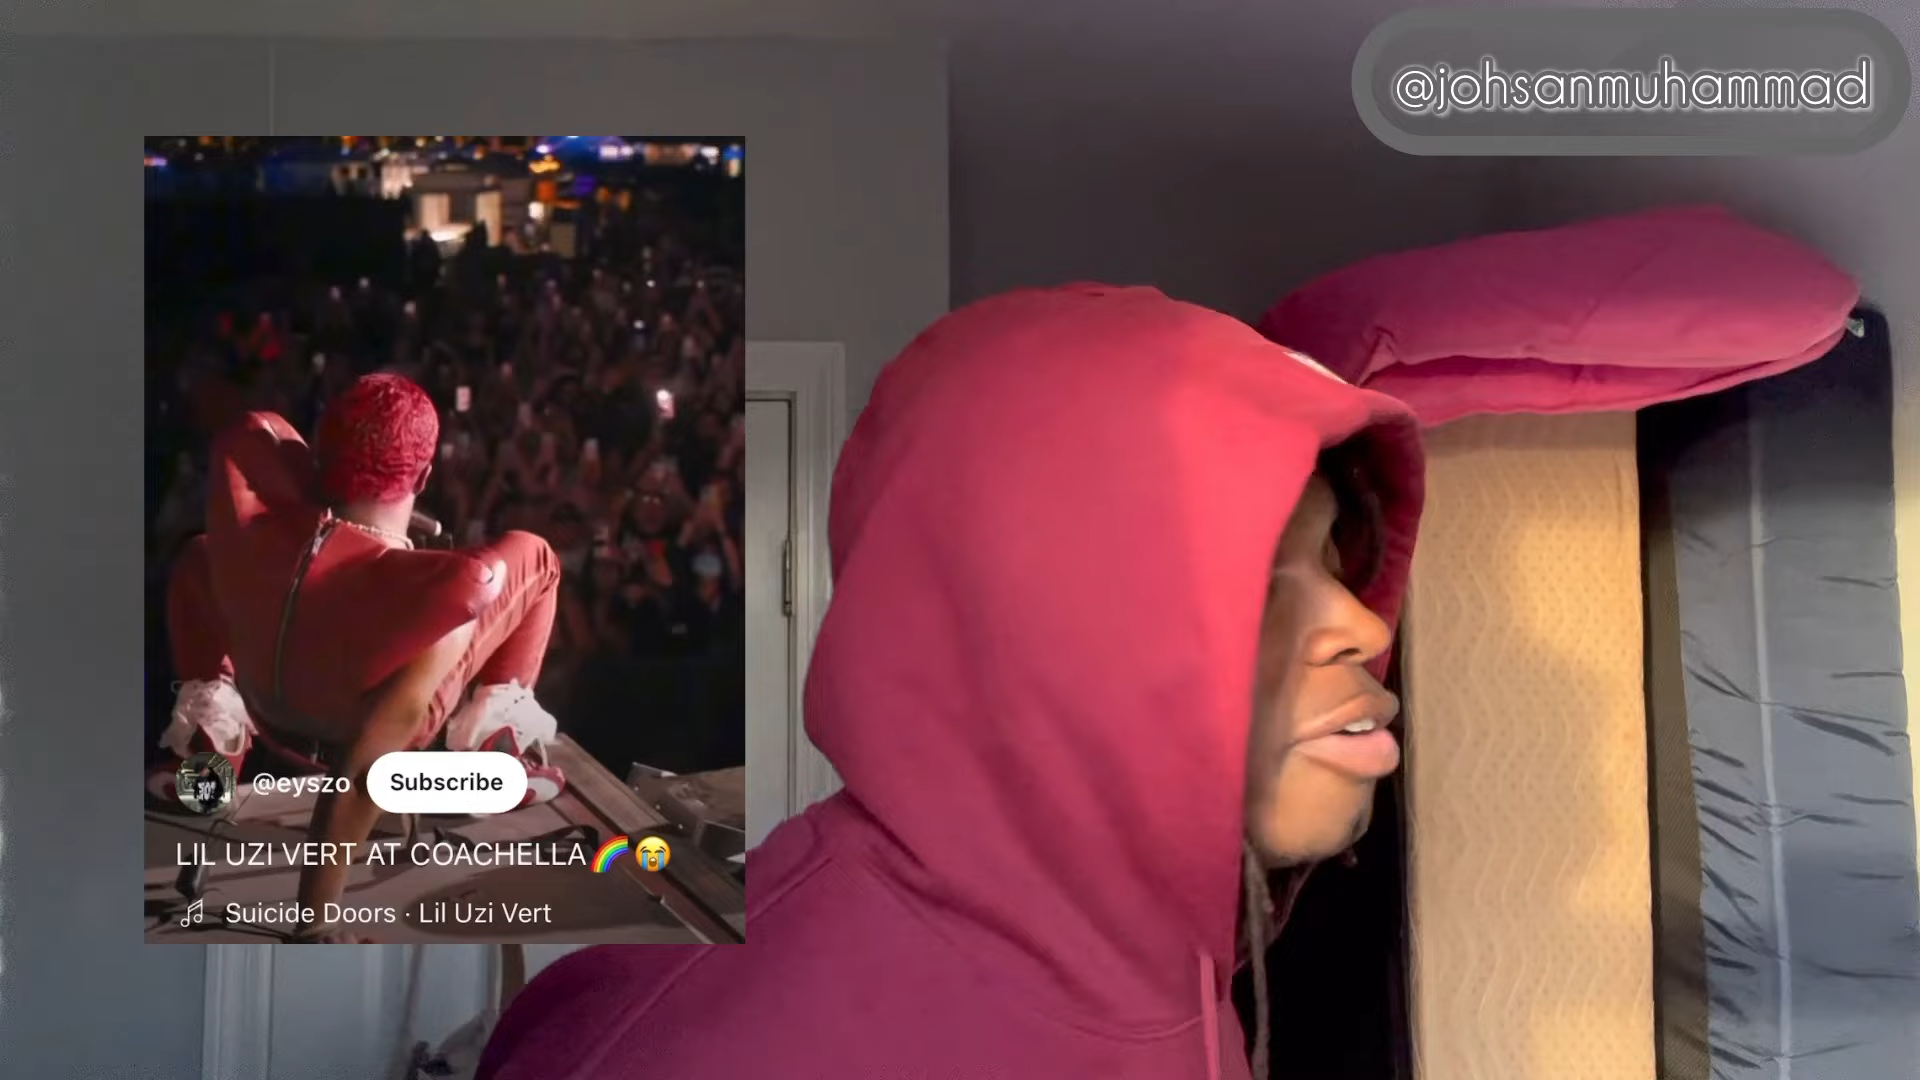 @johsanmuhammad
@eyszo Subscribe
LIL UZI VERT AT COACHELLA🌈😭
Suicide Doors · Lil Uzi Vert